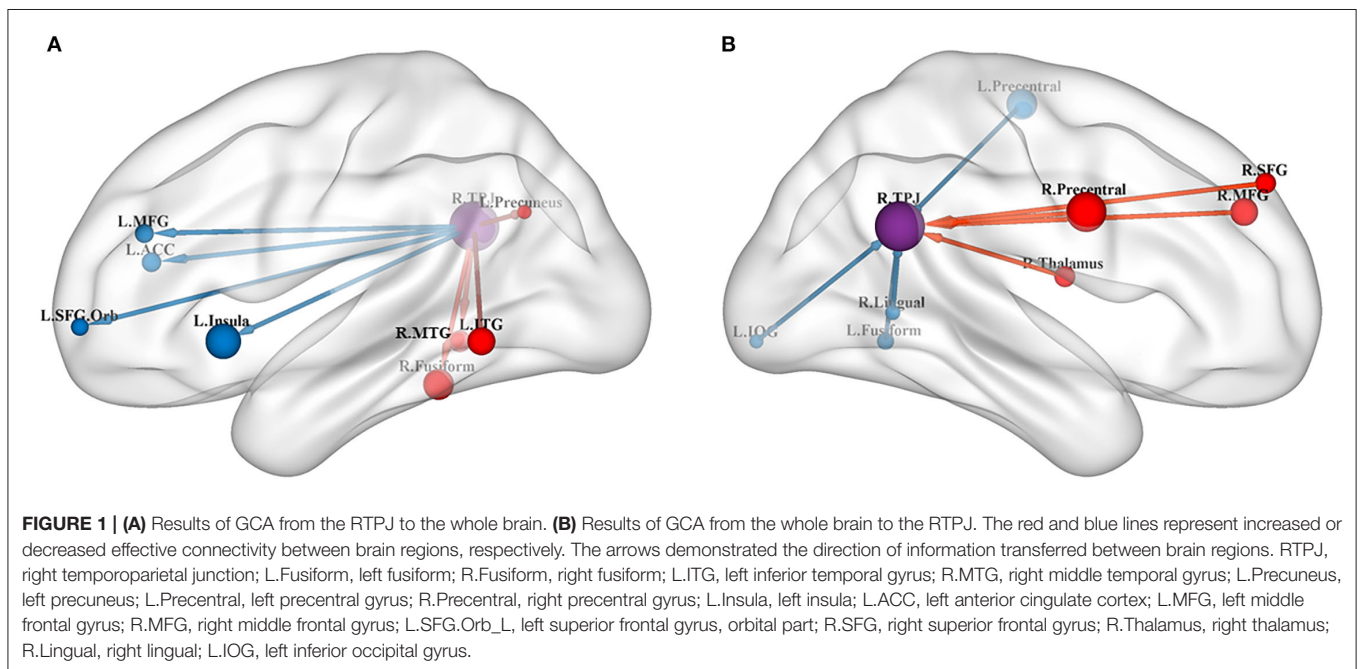 A
B
L.Precentral
R.SFG
R.TPJ
L.Precuneus
R.TPJ
R.Precentral
R.MFG
L.MFG
L.ACC
R.Thalamus
L.SFG.Orb
L.Insula
R.MTG
L.ITG
R.Lingual
L.IOG
L.Fusiform
R.Fusiform
FIGURE 1 | (A) Results of GCA from the RTPJ to the whole brain. (B) Results of GCA from the whole brain to the RTPJ. The red and blue lines represent increased or
decreased effective connectivity between brain regions, respectively. The arrows demonstrated the direction of information transferred between brain regions. RTPJ,
right temporoparietal junction; L.Fusiform, left fusiform; R.Fusiform, right fusiform; L.ITG, left inferior temporal gyrus; R.MTG, right middle temporal gyrus; L.Precuneus,
left precuneus; L.Precentral, left precentral gyrus; R.Precentral, right precentral gyrus; L.Insula, left insula; L.ACC, left anterior cingulate cortex; L.MFG, left middle
frontal gyrus; R.MFG, right middle frontal gyrus; L.SFG.Orb_L, left superior frontal gyrus, orbital part; R.SFG, right superior frontal gyrus; R.Thalamus, right thalamus;
R.Lingual, right lingual; L.IOG, left inferior occipital gyrus.